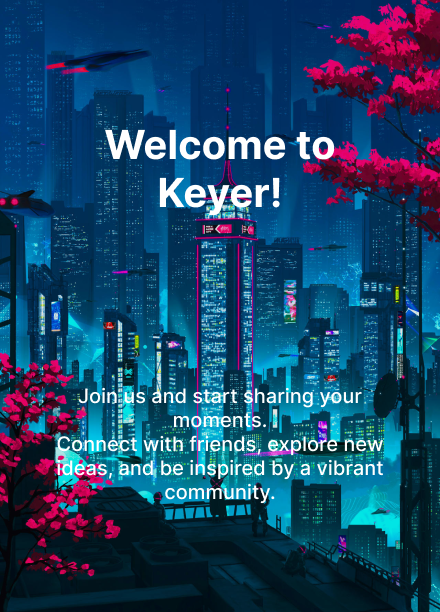 Welcome to
Keyer!
Join us and start sharing your
moments.
Connect with friends, explore new
ideas, and be inspired by a vibrant
community.